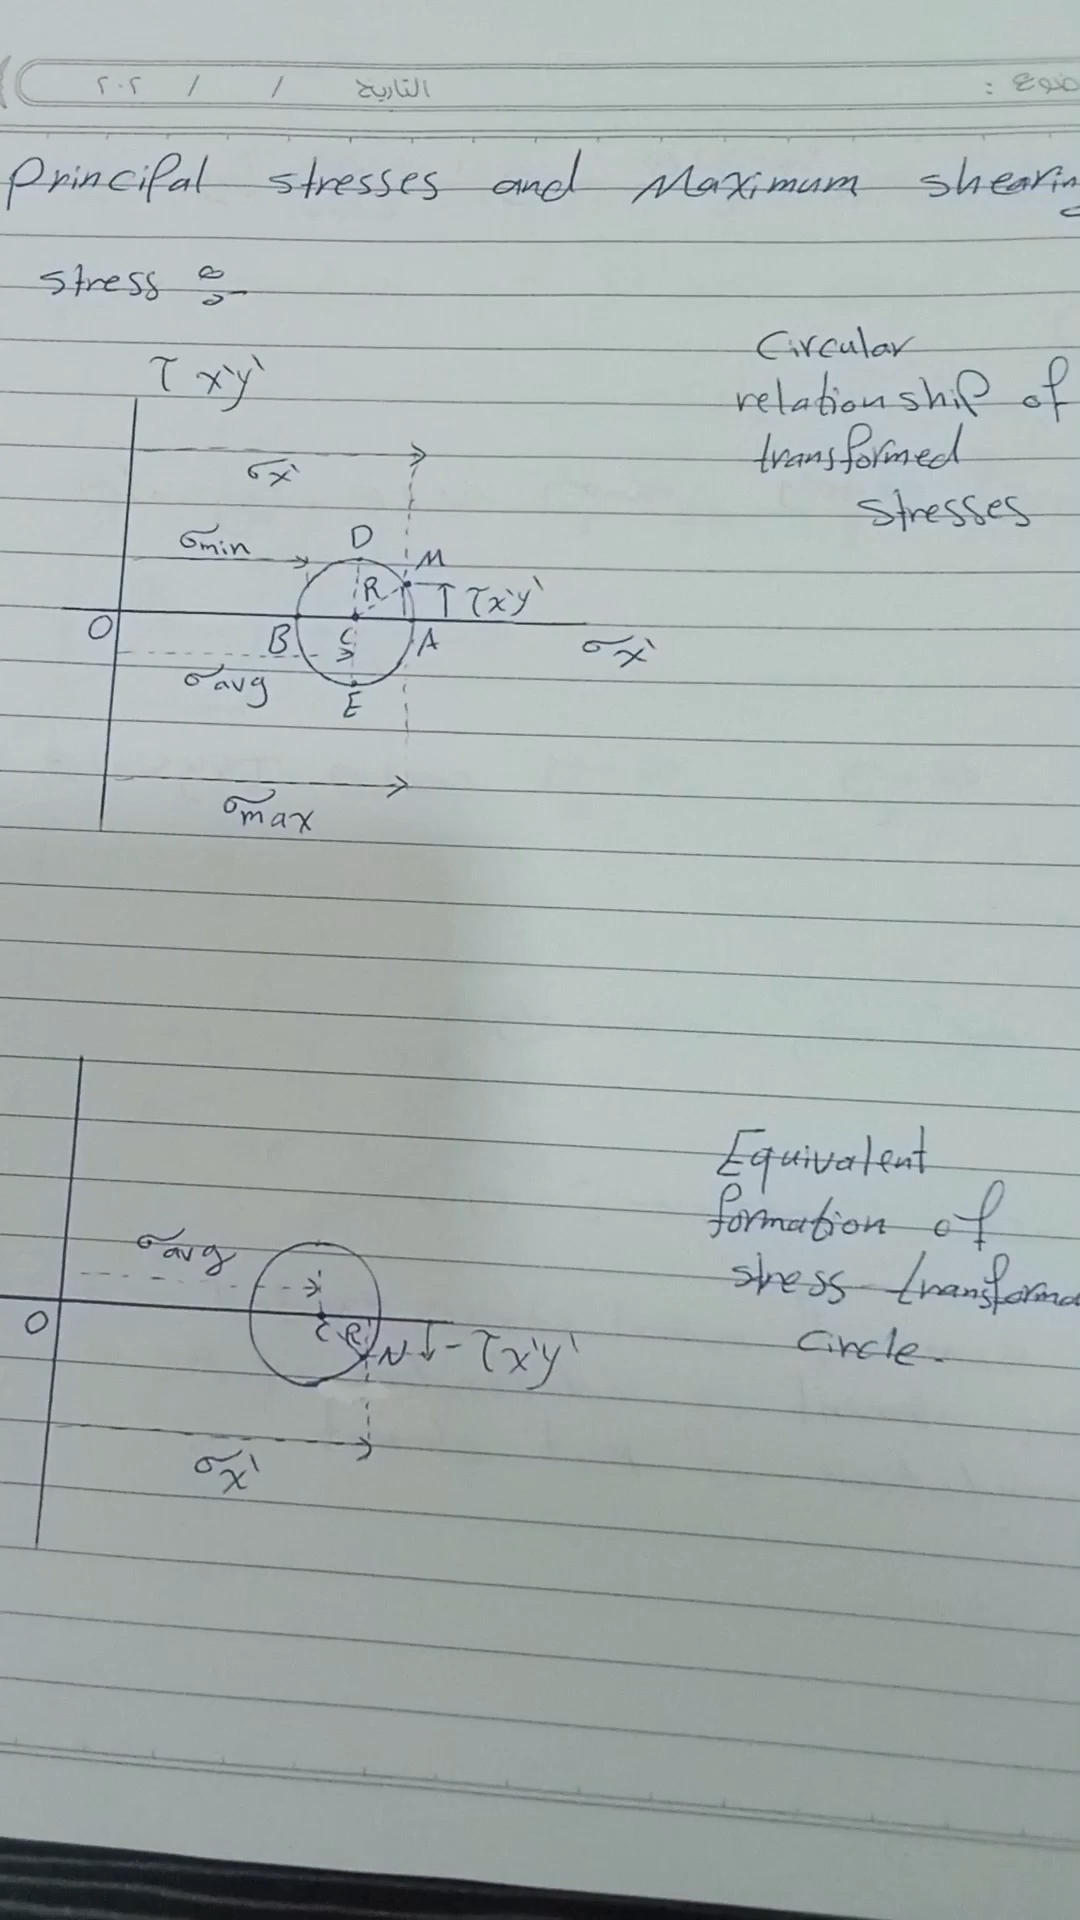 التاريخ / / ٢٠٢
ضوع :
Principal stresses and Maximum shearing
stress :-
τx'y'
Circular
relationship of
transformed
stresses
σx'
σmin
D
M
R
τx'y'
O
B
C
A
σx'
σavg
E
σmax
Equivalent
formation of
stress transforma
circle.
σavg
O
C
R
N
- τx'y'
σx'